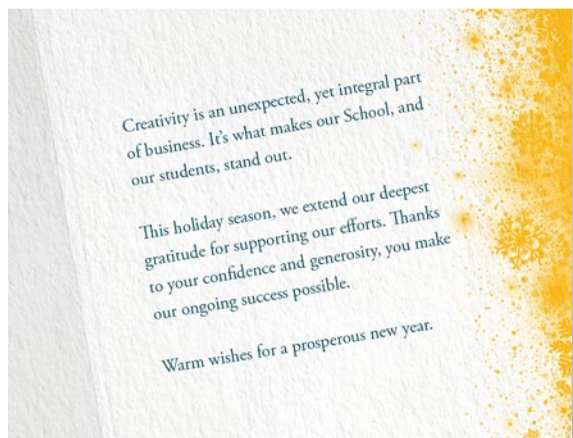 Creativity is an unexpected, yet integral part
of business. It's what makes our School, and
our students, stand out.
This holiday season, we extend our deepest
gratitude for supporting our efforts. Thanks
to your confidence and generosity, you make
our ongoing success possible.
Warm wishes for a prosperous new year.